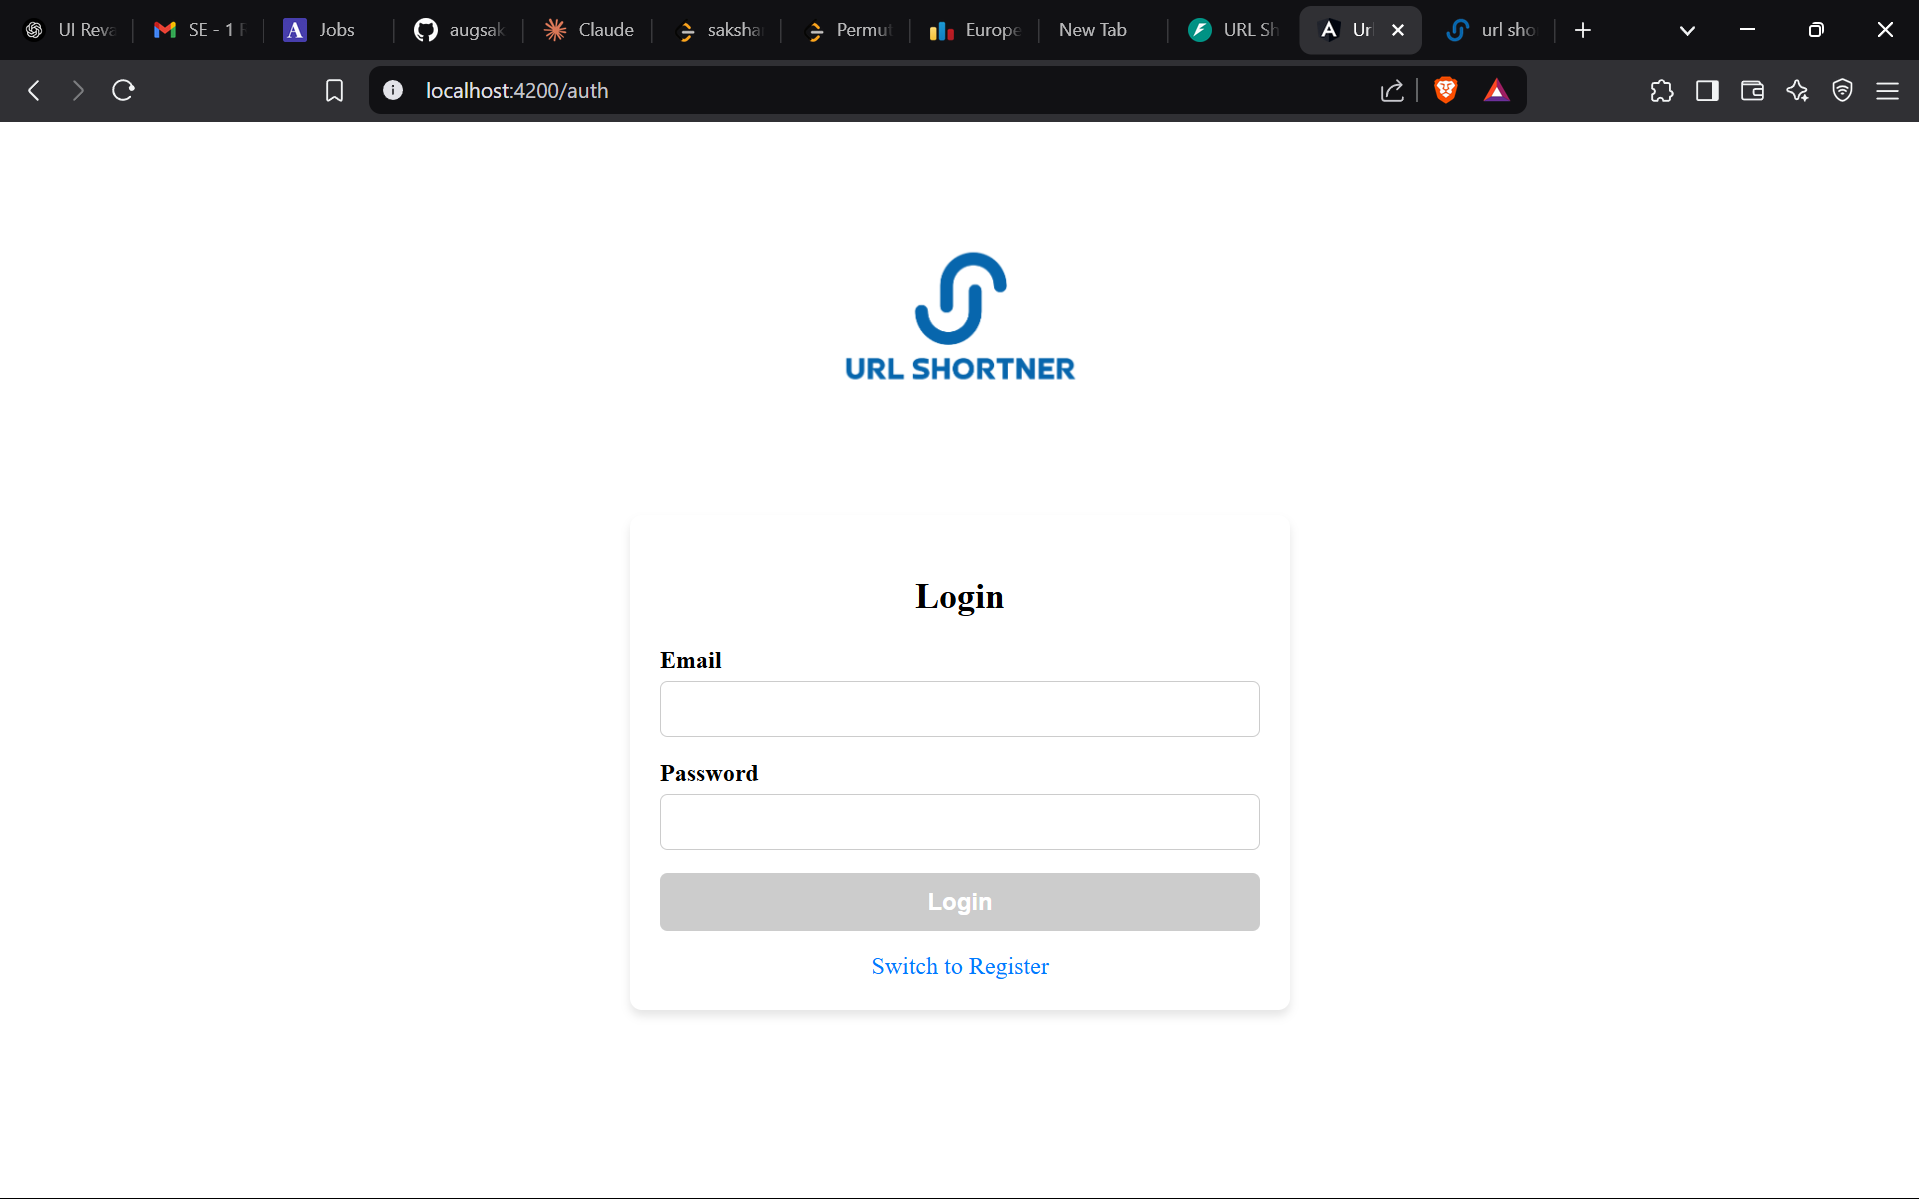 UI Reva
SE - 1 F
Jobs
augsak
Claude
sakshar
Permut
Europe
New Tab
URL Sh
Url
url sho
localhost:4200/auth
URL SHORTNER
Login
Email
Password
Login
Switch to Register